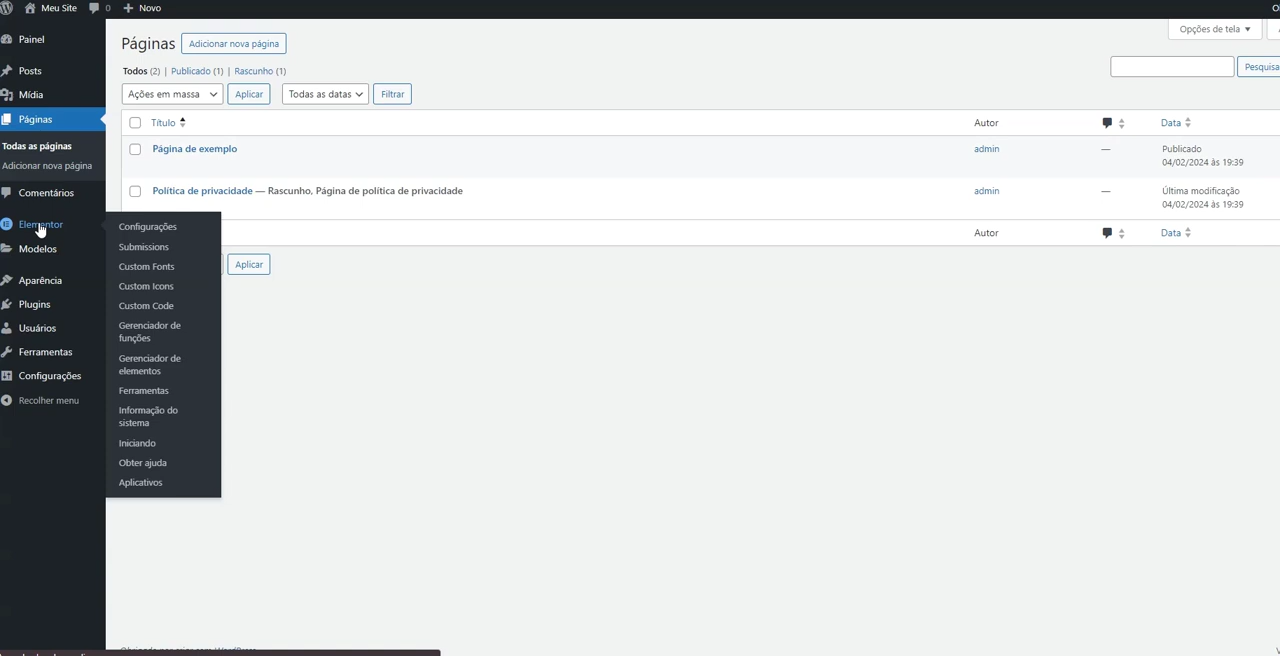 Meu Site 0 Novo
Painel
Posts
Mídia
Páginas
Todas as páginas
Adicionar nova página
Comentários
Elementor
Modelos
Aparência
Plugins
Usuários
Ferramentas
Configurações
Recolher menu
Configurações
Submissions
Custom Fonts
Custom Icons
Custom Code
Gerenciador de
funções
Gerenciador de
elementos
Ferramentas
Informação do
sistema
Iniciando
Obter ajuda
Aplicativos
Opções de tela
Páginas Adicionar nova página
Todos (2) | Publicado (1) | Rascunho (1)
Pesquisa
Ações em massa Aplicar Todas as datas Filtrar
Título Autor Data
Página de exemplo admin — Publicado
04/02/2024 às 19:39
Política de privacidade — Rascunho, Página de política de privacidade admin — Última modificação
04/02/2024 às 19:39
Autor Data
Aplicar